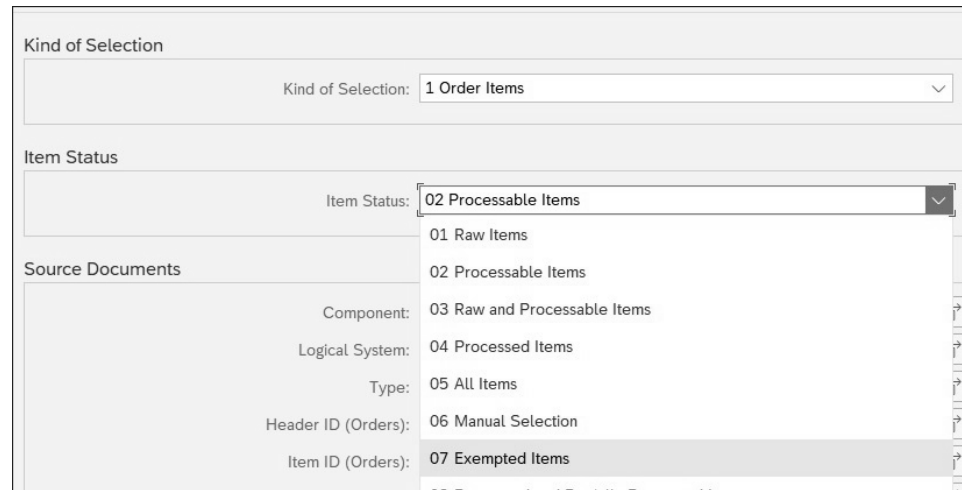 Kind of Selection
Kind of Selection: 1 Order Items
Item Status
Item Status: 02 Processable Items
01 Raw Items
02 Processable Items
Source Documents
Component: 03 Raw and Processable Items
Logical System: 04 Processed Items
Type: 05 All Items
Header ID (Orders): 06 Manual Selection
Item ID (Orders): 07 Exempted Items